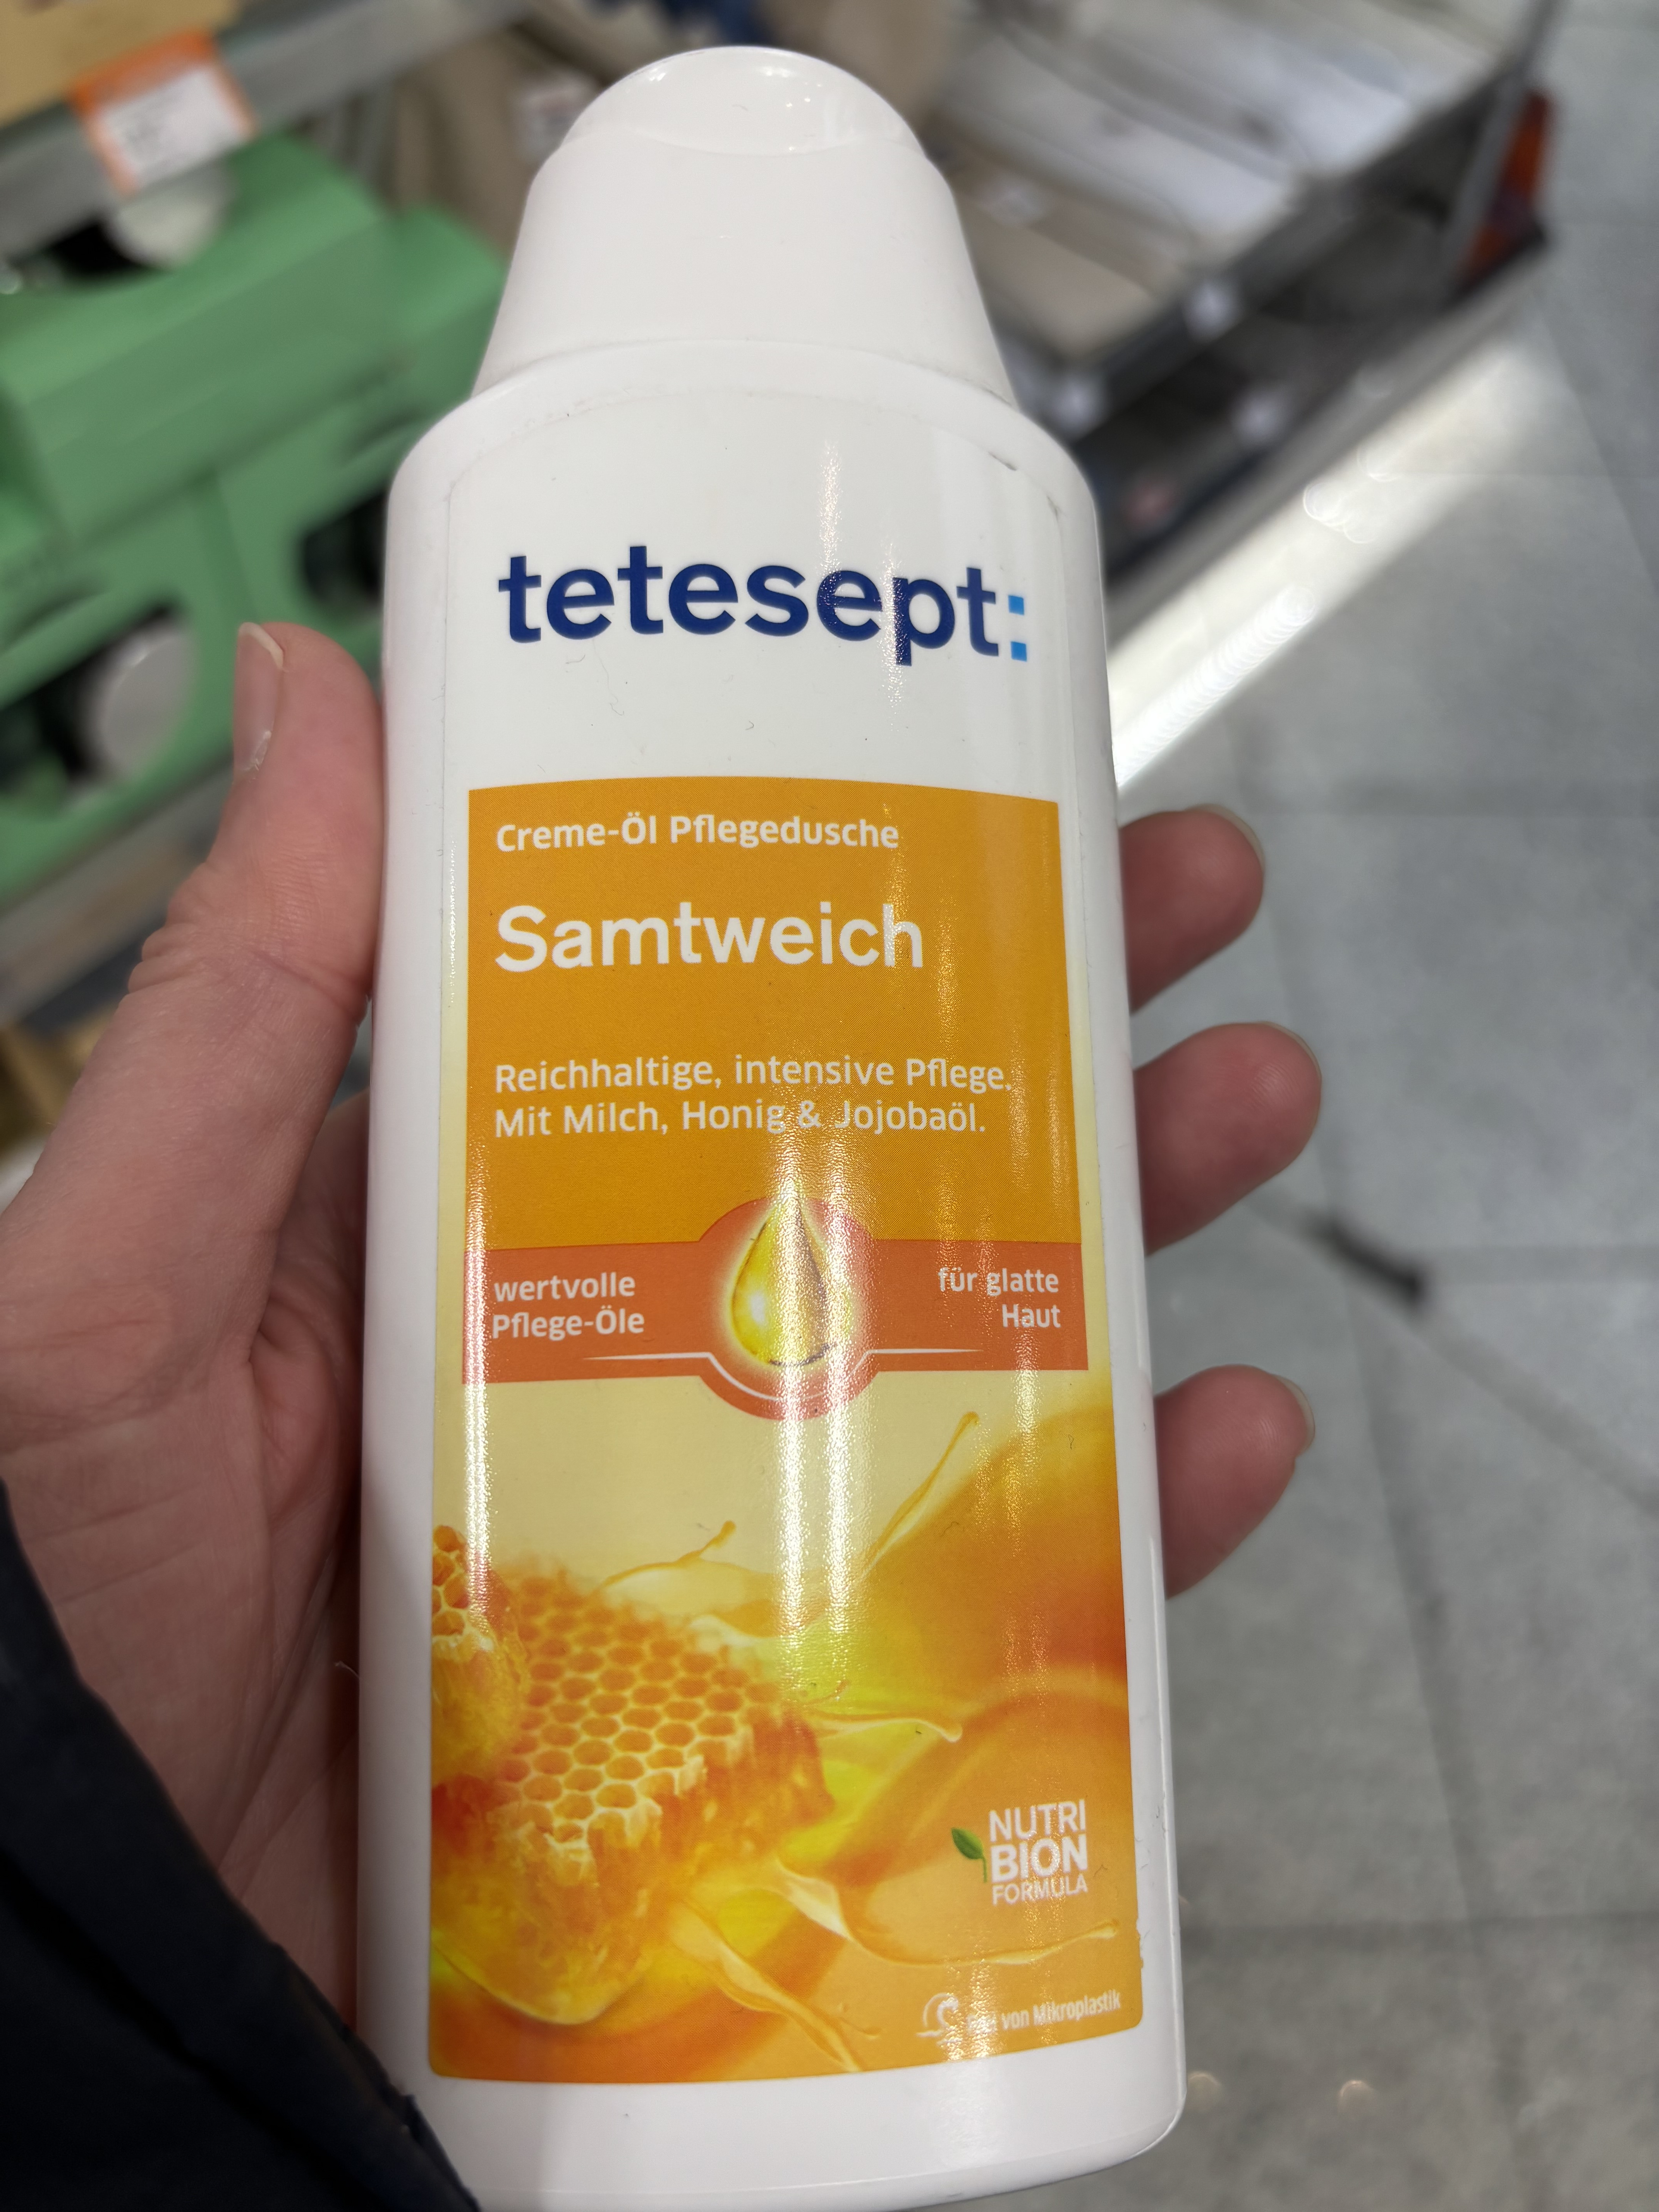 tetesept:
Creme-Öl Pflegedusche
Samtweich
Reichhaltige, intensive Pflege.
Mit Milch, Honig & Jojobaöl.
wertvolle
Pflege-Öle
für glatte
Haut
NUTRI
BION
FORMULA
von Mikroplastik